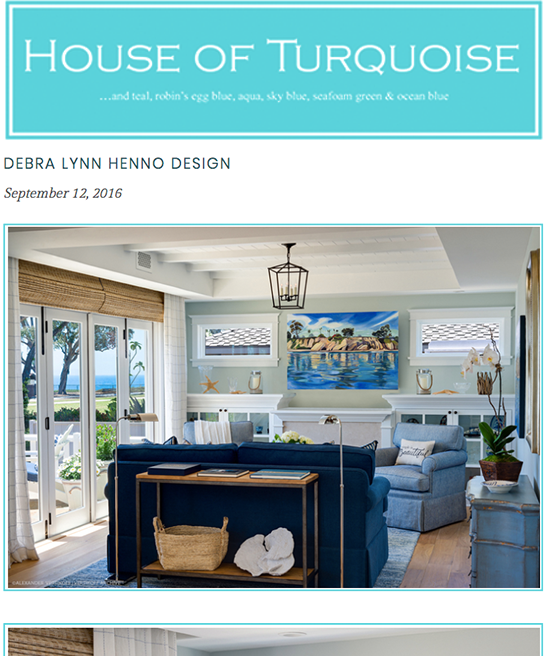 HOUSE OF TURQUOISE
...and teal, robin's egg blue, aqua, sky blue, seafoam green & ocean blue
DEBRA LYNN HENNO DESIGN
September 12, 2016
beautiful